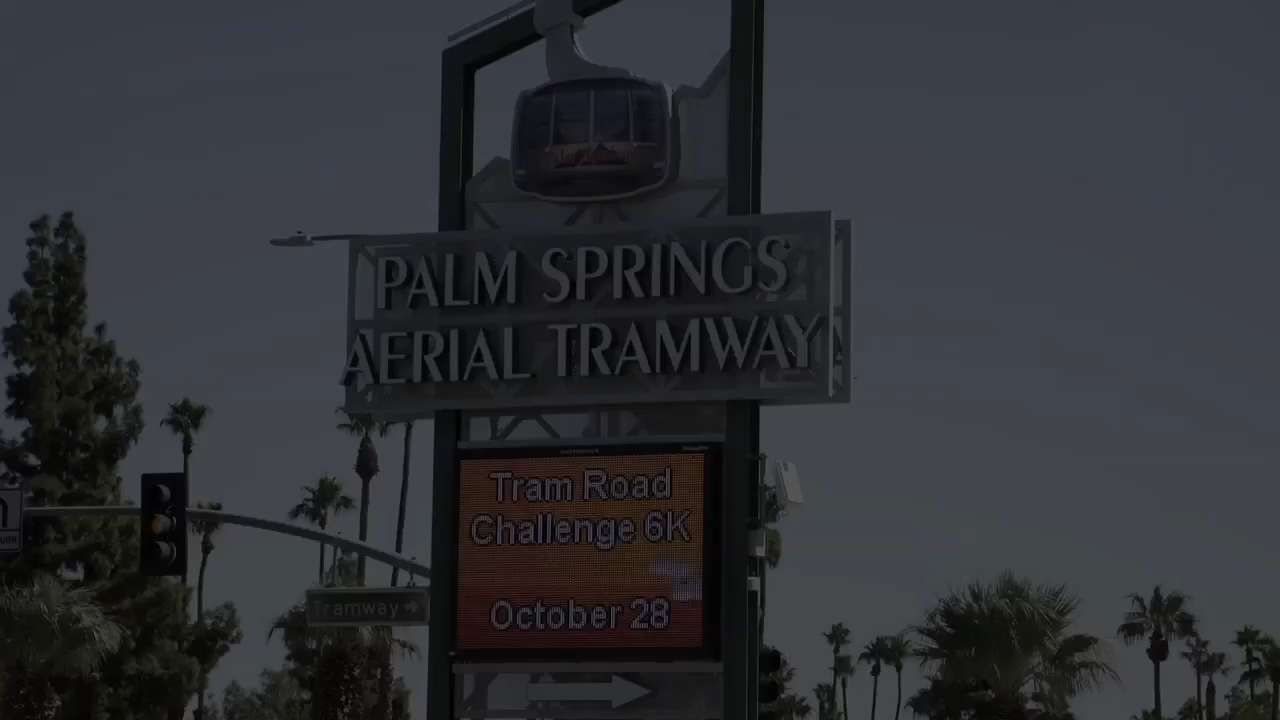 PALM SPRINGS
AERIAL TRAMWAY
Tram Road
Challenge 6K
October 28
Tramway